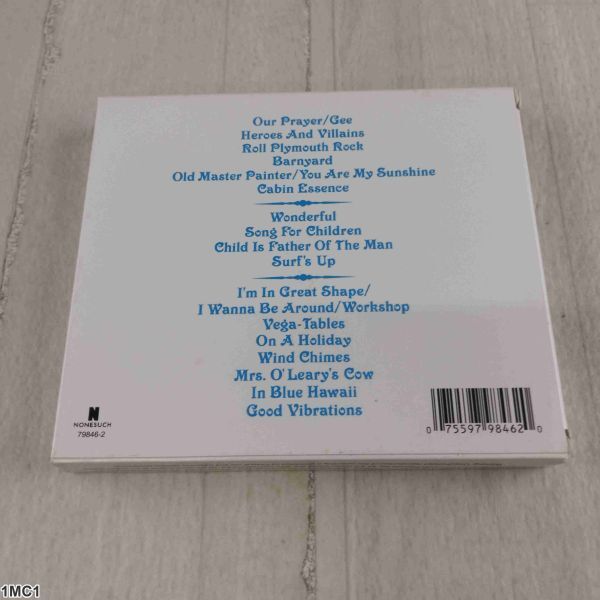 Our Prayer/Gee
Heroes And Villains
Roll Plymouth Rock
Barnyard
Old Master Painter/You Are My Sunshine
Cabin Essence
Wonderful
Song For Children
Child Is Father Of The Man
Surf's Up
I'm In Great Shape/
I Wanna Be Around/Workshop
Vega-Tables
On A Holiday
Wind Chimes
Mrs. O'Leary's Cow
In Blue Hawaii
Good Vibrations
N
NONESUCH
79846-2
0 75597 98462 0
1MC1